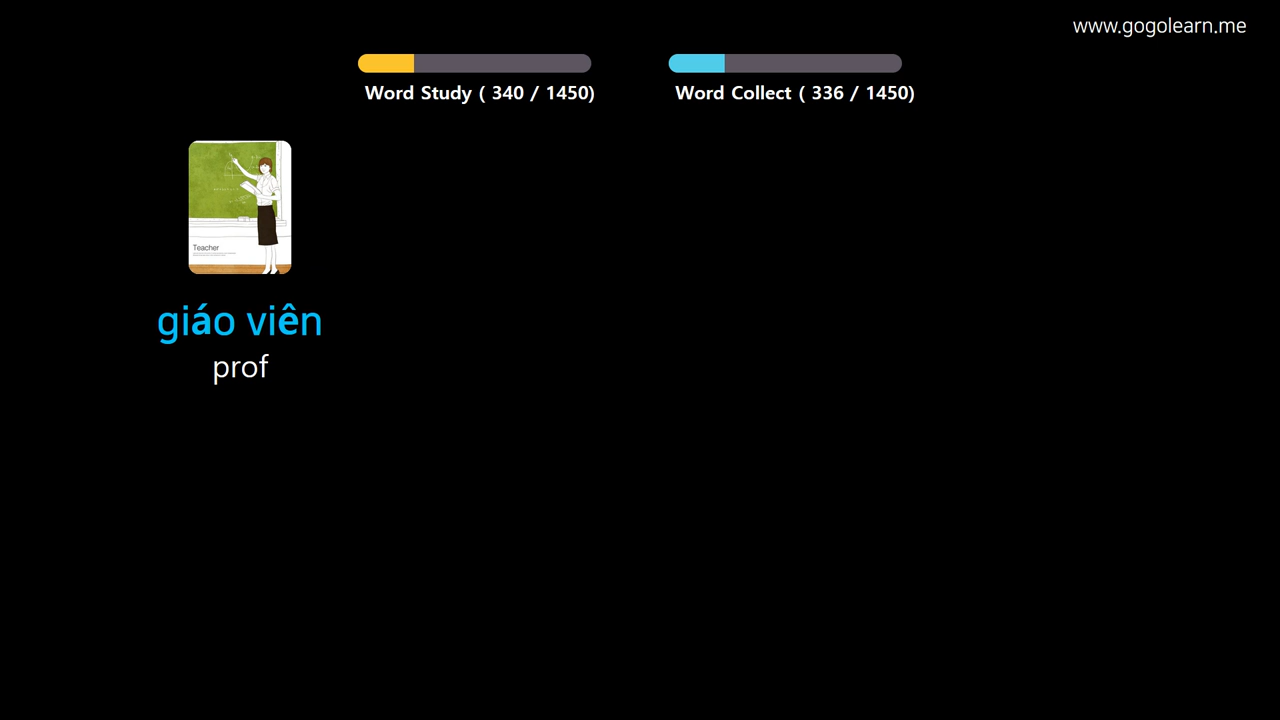 www.gogolearn.me
Word Study ( 340 / 1450)
Word Collect ( 336 / 1450)
Teacher
giáo viên
prof